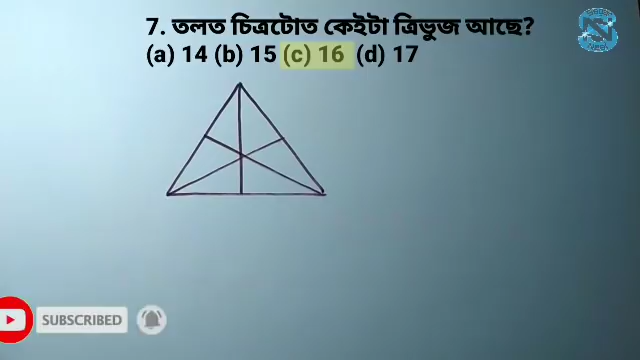 7. তলত চিত্ৰটোত কেইটা ত্ৰিভুজ আছে?
(a) 14 (b) 15 (c) 16 (d) 17
SUBSCRIBED